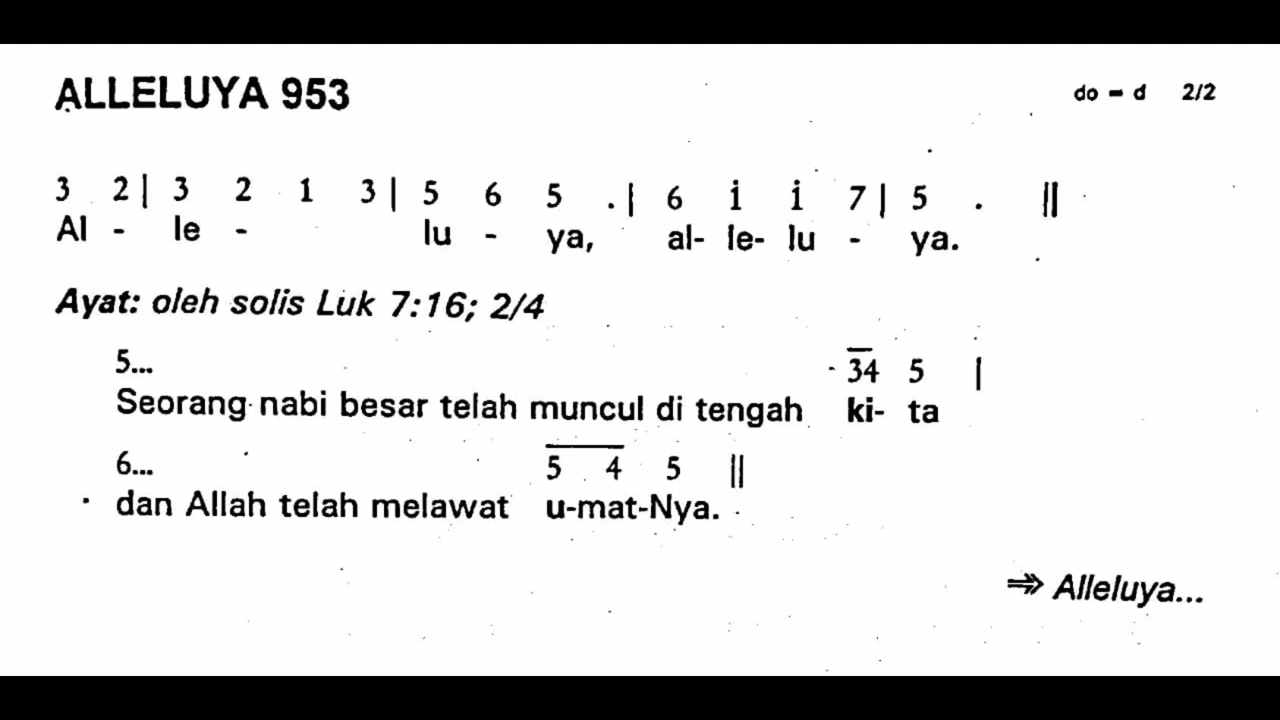 ALLELUYA 953 do = d 2/2
3 2 | 3 2 1 3 | 5 6 5 . | 6 i i 7 | 5 . ||
Al - le - lu - ya, al- le- lu - ya.
Ayat: oleh solis Luk 7:16; 2/4
5... 34 5 |
Seorang nabi besar telah muncul di tengah ki- ta
6... 5 4 5 ||
dan Allah telah melawat u-mat-Nya.
⇒ Alleluya...